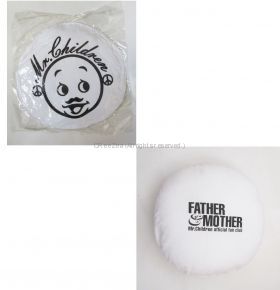 Mr.Children
FATHER
& MOTHER
Mr.Children official fan club